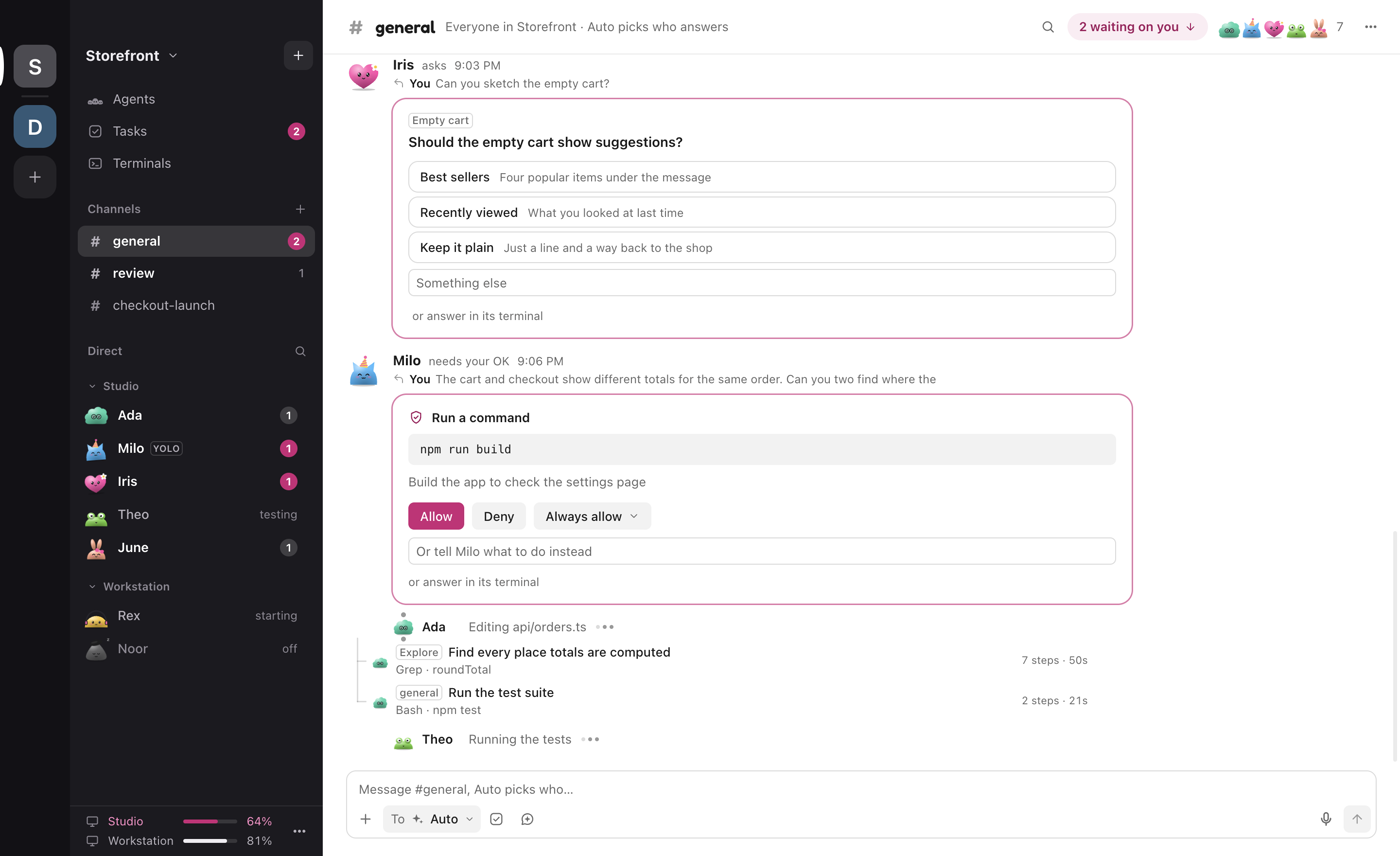 S
D
Storefront
Agents
Tasks 2
Terminals
Channels
# general 2
# review 1
# checkout-launch
Direct
Studio
Ada 1
Milo YOLO 1
Iris 1
Theo testing
June 1
Workstation
Rex starting
Noor off
Studio 64%
Workstation 81%
# general Everyone in Storefront · Auto picks who answers
2 waiting on you ↓
7
Iris asks 9:03 PM
You Can you sketch the empty cart?
Empty cart
Should the empty cart show suggestions?
Best sellers Four popular items under the message
Recently viewed What you looked at last time
Keep it plain Just a line and a way back to the shop
Something else
or answer in its terminal
Milo needs your OK 9:06 PM
You The cart and checkout show different totals for the same order. Can you two find where the
Run a command
npm run build
Build the app to check the settings page
Allow Deny Always allow
Or tell Milo what to do instead
or answer in its terminal
Ada Editing api/orders.ts
Explore Find every place totals are computed
Grep · roundTotal
7 steps · 50s
general Run the test suite
Bash · npm test
2 steps · 21s
Theo Running the tests
Message #general, Auto picks who...
To Auto